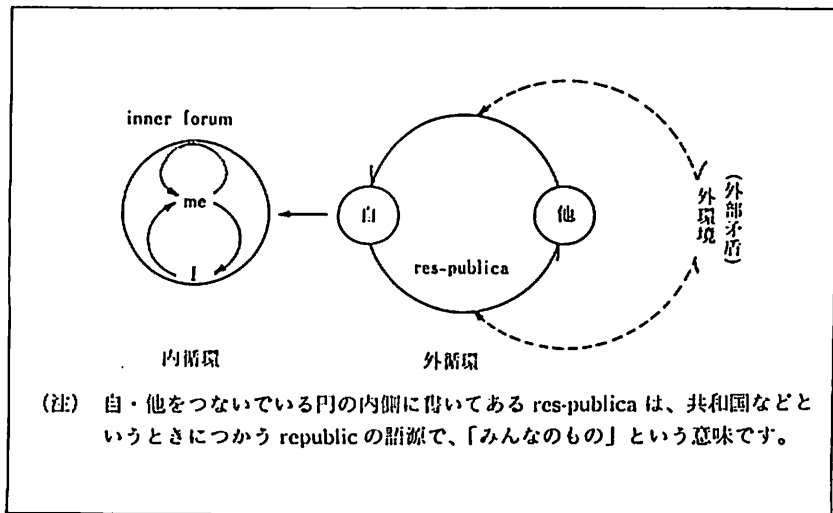 inner forum
me
I
自
他
res-publica
外環境
(外部矛盾)
内循環
外循環
(注) 自・他をつないでいる円の内側に書いてある res-publica は、共和国などと
いうときにつかう republic の語源で、「みんなのもの」という意味です。